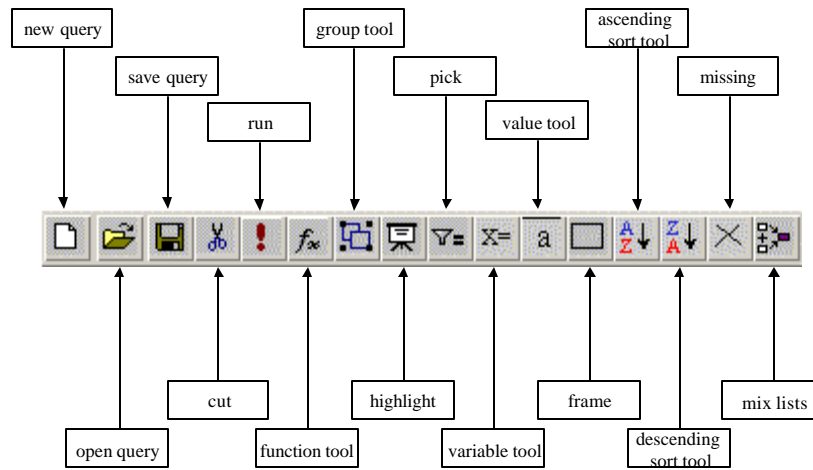 new query
group tool
ascending
sort tool
save query
pick
missing
run
value tool
fx
X=
a
A
Z
Z
A
cut
highlight
frame
mix lists
open query
function tool
variable tool
descending
sort tool